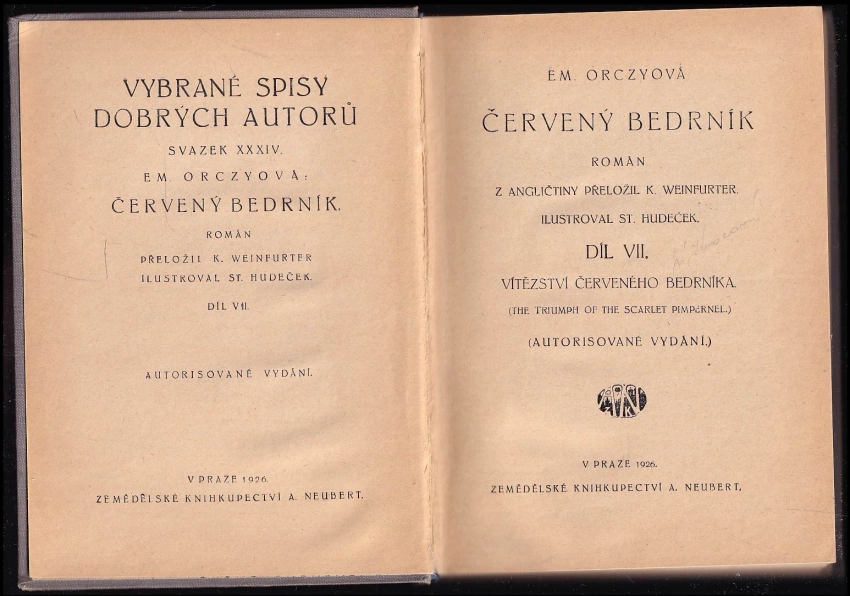 VYBRANÉ SPISY
DOBRÝCH AUTORŮ
SVAZEK XXXIV.
EM. ORCZYOVÁ:
ČERVENÝ BEDRNÍK.
ROMÁN
PŘELOŽIL K. WEINFURTER
ILUSTROVAL ST. HUDEČEK.
DÍL VII.
AUTORISOVANÉ VYDÁNÍ.
V PRAZE 1926.
ZEMĚDĚLSKÉ KNIHKUPECTVÍ A. NEUBERT.
EM. ORCZYOVÁ
ČERVENÝ BEDRNÍK
ROMÁN
Z ANGLIČTINY PŘELOŽIL K. WEINFURTER.
ILUSTROVAL ST. HUDEČEK.
DÍL VII.
VÍTĚZSTVÍ ČERVENÉHO BEDRNÍKA.
(THE TRIUMPH OF THE SCARLET PIMPERNEL.)
(AUTORISOVANÉ VYDÁNÍ.)
V PRAZE 1926.
ZEMĚDĚLSKÉ KNIHKUPECTVÍ A. NEUBERT.